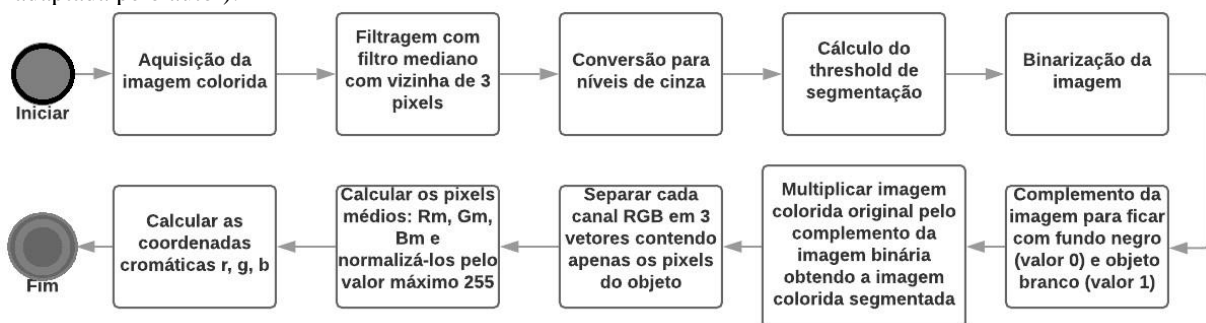 Iniciar
Aquisição da
imagem colorida
Filtragem com
filtro mediano
com vizinha de 3
pixels
Conversão para
níveis de cinza
Cálculo do
threshold de
segmentação
Binarização da
imagem
Complemento da
imagem para ficar
com fundo negro
(valor 0) e objeto
branco (valor 1)
Multiplicar imagem
colorida original pelo
complemento da
imagem binária
obtendo a imagem
colorida segmentada
Separar cada
canal RGB em 3
vetores contendo
apenas os pixels
do objeto
Calcular os pixels
médios: Rm, Gm,
Bm e
normalizá-los pelo
valor máximo 255
Calcular as
coordenadas
cromáticas r, g, b
Fim